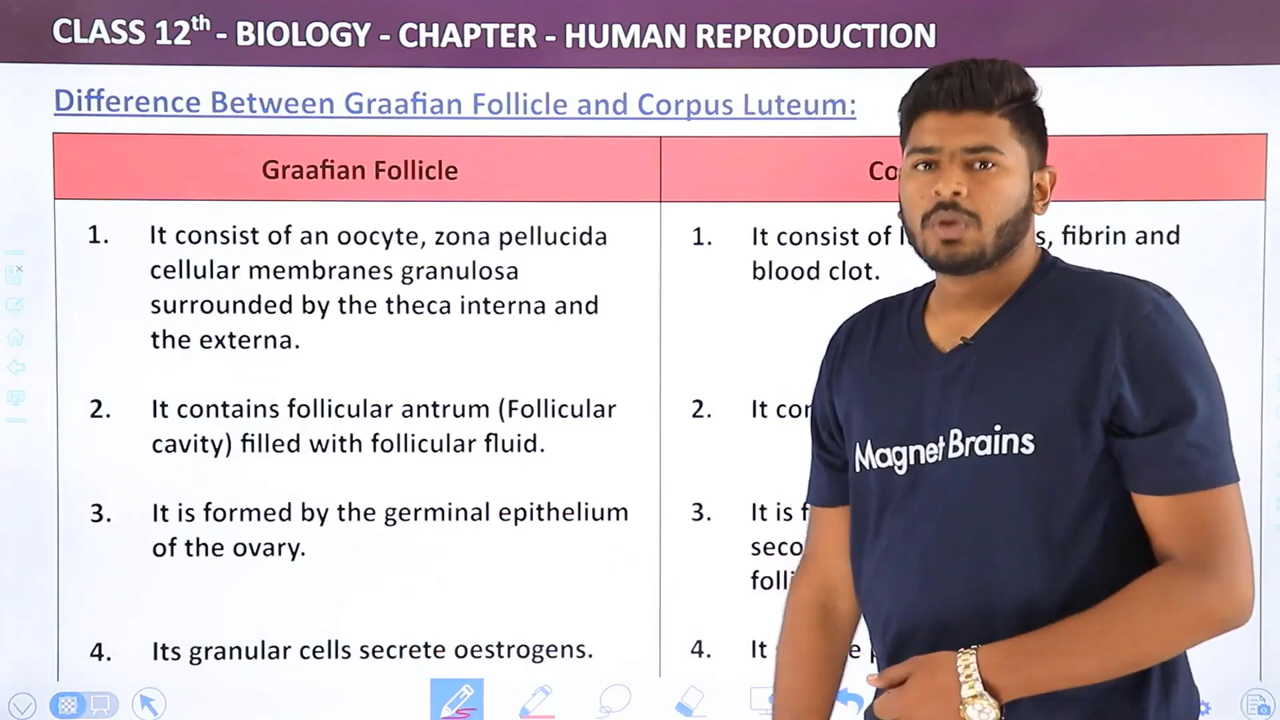 CLASS 12th - BIOLOGY - CHAPTER - HUMAN REPRODUCTION
Difference Between Graafian Follicle and Corpus Luteum:
Graafian Follicle
1. It consist of an oocyte, zona pellucida
cellular membranes granulosa
surrounded by the theca interna and
the externa.
2. It contains follicular antrum (Follicular
cavity) filled with follicular fluid.
3. It is formed by the germinal epithelium
of the ovary.
4. Its granular cells secrete oestrogens.
1. It consist of fibrin and
blood clot.
2. It
3. It is
4. It
Magnet Brains